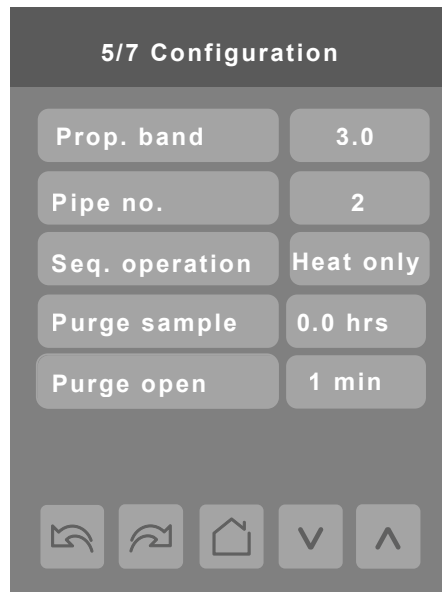 5/7 Configuration
Prop. band 3.0
Pipe no. 2
Seq. operation Heat only
Purge sample 0.0 hrs
Purge open 1 min